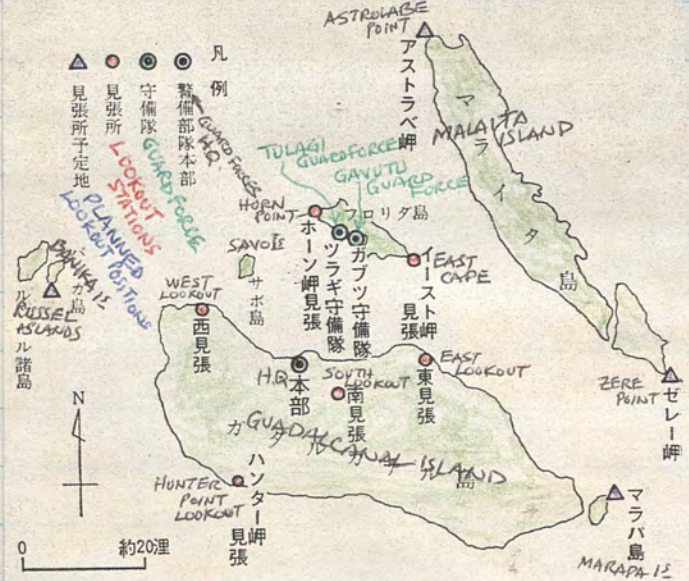 ASTROLABE
POINT
アストラベ岬
凡例
警備部隊本部
守備隊
見張所
見張所予定地
GUARD FORCES
H.Q.
GUARDFORCE
LOOKOUT
STATIONS
PLANNED
LOOKOUT POSITIONS
マライタ島
MALAITA
ISLAND
TULAGI
GUARDFORCE
GAVUTU
GUARD
FORCE
HORN
POINT
フロリダ島
ホーン岬見張
ツラギ守備隊
ガブツ守備隊
イースト岬
見張
EAST
CAPE
SAVO IS
サボ島
BANIKA IS
RUSSEL
ISLANDS
ル諸島
WEST
LOOKOUT
西見張
H.Q.
本部
SOUTH
LOOKOUT
南見張
EAST LOOKOUT
東見張
ZERE
POINT
ゼレー岬
ガダルカナル島
GUADALCANAL ISLAND
HUNTER
POINT
LOOKOUT
ハンター岬
見張
マラパ島
MARAPA IS
N
0 約20浬